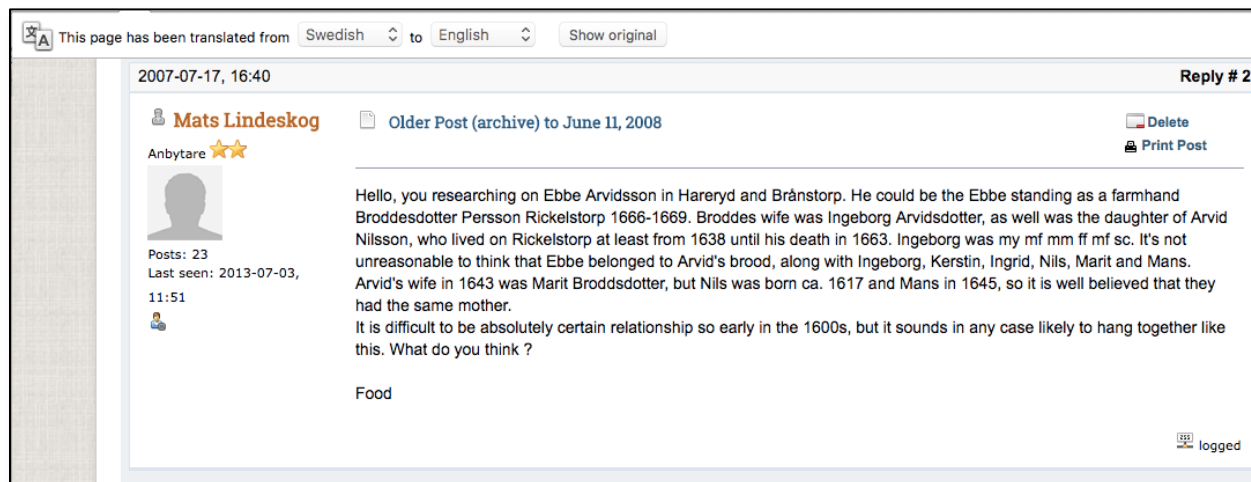 This page has been translated from Swedish to English Show original
2007-07-17, 16:40 Reply # 2
Mats Lindeskog
Anbytare
Posts: 23
Last seen: 2013-07-03,
11:51
Older Post (archive) to June 11, 2008
Delete
Print Post
Hello, you researching on Ebbe Arvidsson in Hareryd and Brånstorp. He could be the Ebbe standing as a farmhand
Broddesdotter Persson Rickelstorp 1666-1669. Broddes wife was Ingeborg Arvidsdotter, as well was the daughter of Arvid
Nilsson, who lived on Rickelstorp at least from 1638 until his death in 1663. Ingeborg was my mf mm ff mf sc. It's not
unreasonable to think that Ebbe belonged to Arvid's brood, along with Ingeborg, Kerstin, Ingrid, Nils, Marit and Mans.
Arvid's wife in 1643 was Marit Broddsdotter, but Nils was born ca. 1617 and Mans in 1645, so it is well believed that they
had the same mother.
It is difficult to be absolutely certain relationship so early in the 1600s, but it sounds in any case likely to hang together like
this. What do you think ?
Food
logged